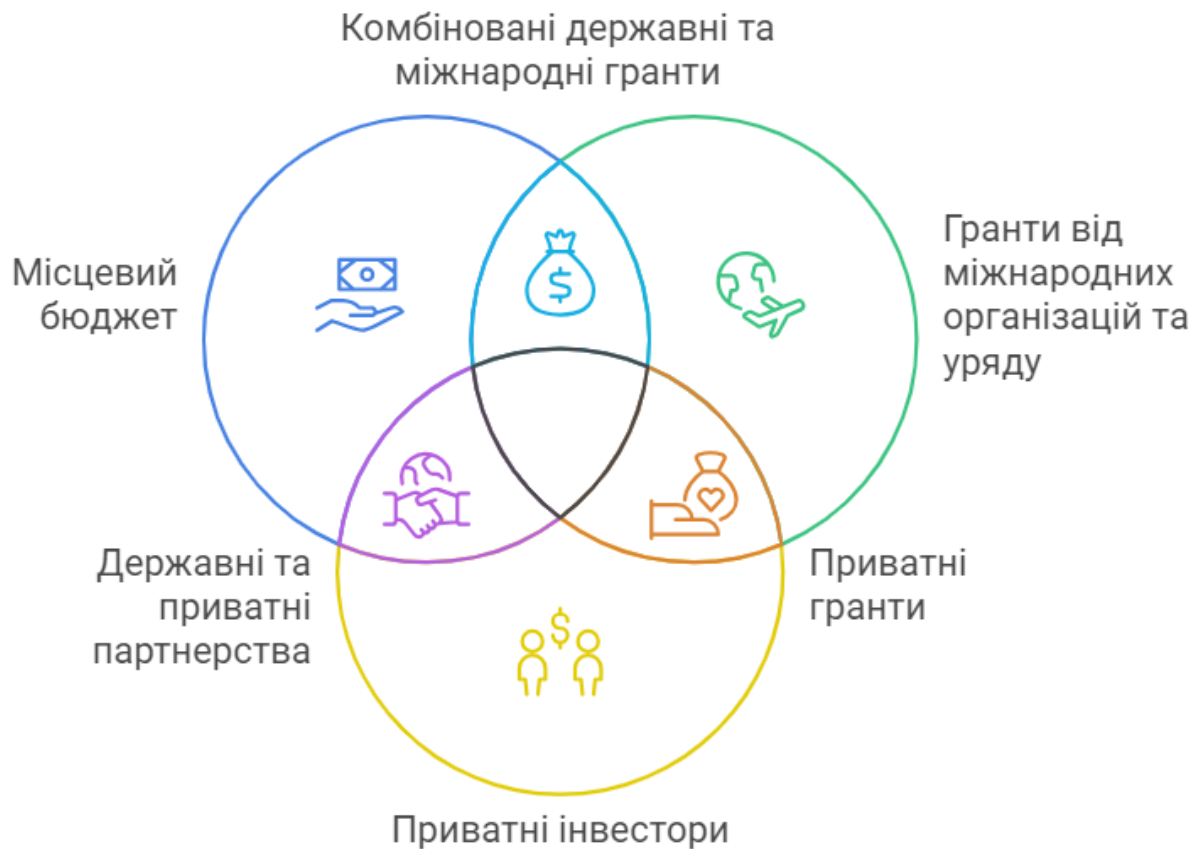 Комбіновані державні та
міжнародні гранти
Місцевий
бюджет
Гранти від
міжнародних
організацій та
уряду
Державні та
приватні
партнерства
Приватні
гранти
Приватні інвестори